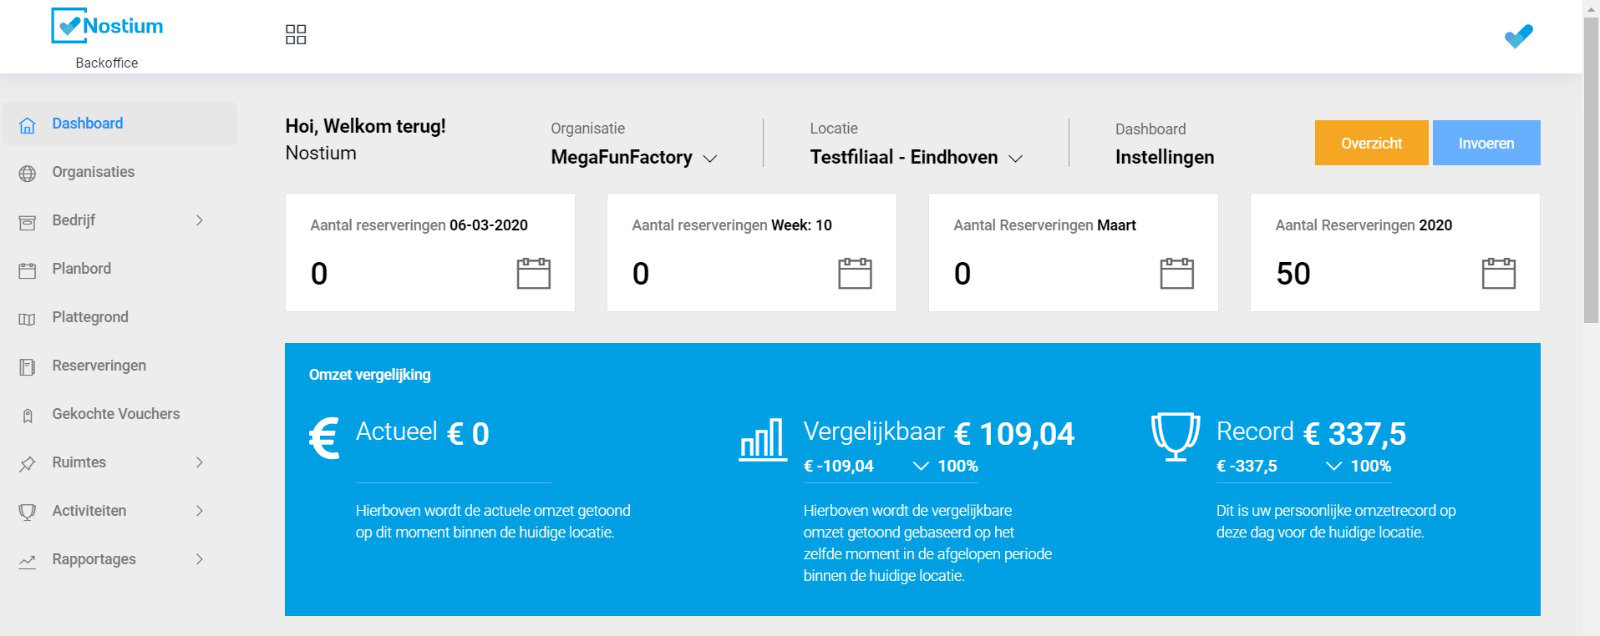 Nostium
Backoffice
Dashboard
Organisaties
Bedrijf
Planbord
Plattegrond
Reserveringen
Gekochte Vouchers
Ruimtes
Activiteiten
Rapportages
Hoi, Welkom terug!
Nostium
Organisatie
MegaFunFactory
Locatie
Testfiliaal - Eindhoven
Dashboard
Instellingen
Overzicht
Invoeren
Aantal reserveringen 06-03-2020
0
Aantal reserveringen Week: 10
0
Aantal Reserveringen Maart
0
Aantal Reserveringen 2020
50
Omzet vergelijking
€ Actueel € 0
Hierboven wordt de actuele omzet getoond
op dit moment binnen de huidige locatie.
Vergelijkbaar € 109,04
€ -109,04 100%
Hierboven wordt de vergelijkbare
omzet getoond gebaseerd op het
zelfde moment in de afgelopen periode
binnen de huidige locatie.
Record € 337,5
€ -337,5 100%
Dit is uw persoonlijke omzetrecord op
deze dag voor de huidige locatie.